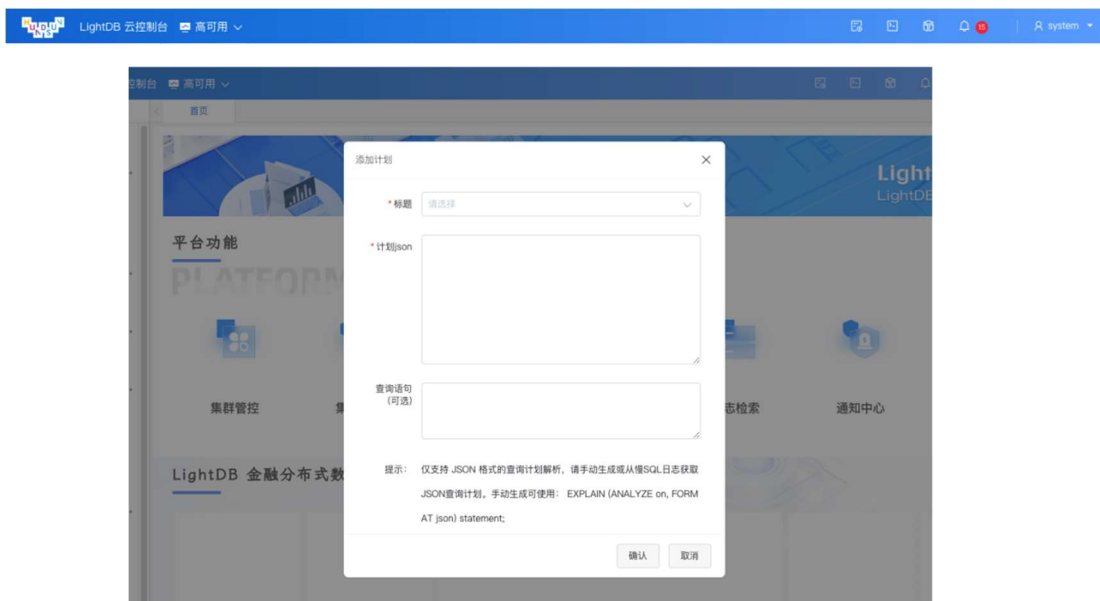 HUNDSUN LightDB 云控制台 高可用 15 system
控制台 高可用
首页
Light
LightDB
平台功能
PLATFORM
集群管控
集
志检索
通知中心
LightDB 金融分布式数
添加计划
*标题 请选择
*计划json
查询语句
(可选)
提示: 仅支持 JSON 格式的查询计划解析，请手动生成或从慢SQL日志获取
JSON查询计划。手动生成可使用: EXPLAIN (ANALYZE on, FORM
AT json) statement;
确认 取消